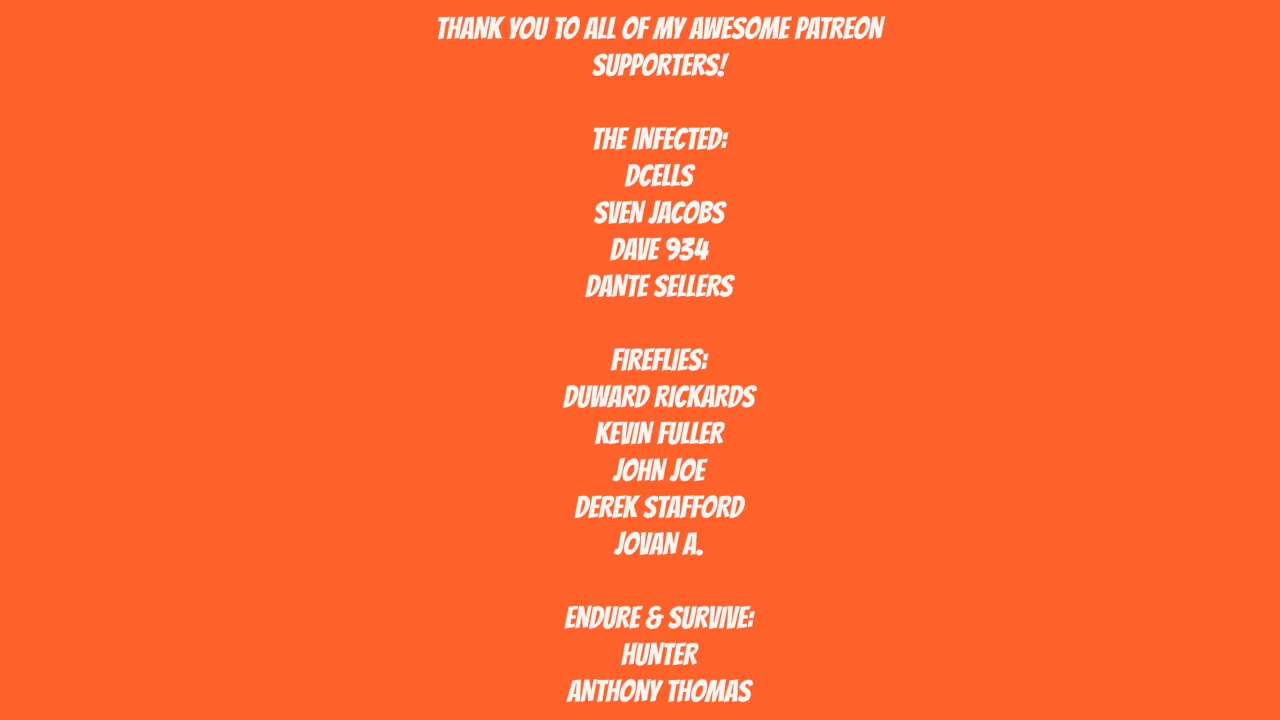 THANK YOU TO ALL OF MY AWESOME PATREON
SUPPORTERS!
THE INFECTED:
DCELLS
SVEN JACOBS
DAVE 934
DANTE SELLERS
FIREFLIES:
DUWARD RICKARDS
KEVIN FULLER
JOHN JOE
DEREK STAFFORD
JOVAN A.
ENDURE & SURVIVE:
HUNTER
ANTHONY THOMAS